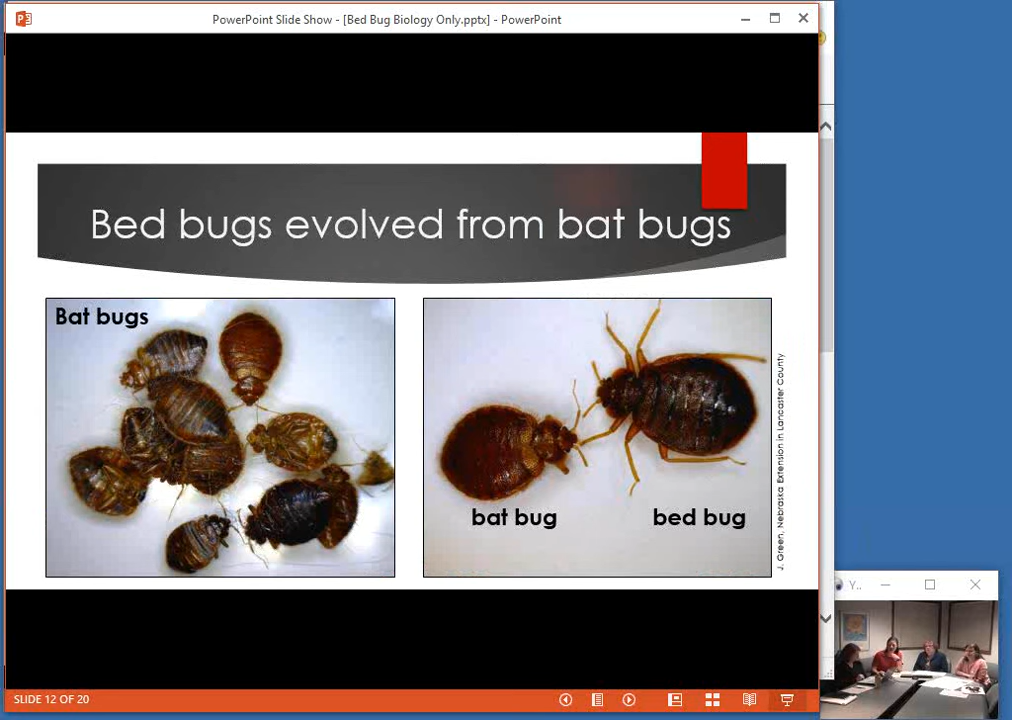 PowerPoint Slide Show - [Bed Bug Biology Only.pptx] - PowerPoint
Bed bugs evolved from bat bugs
Bat bugs
bat bug
bed bug
J. Green, Nebraska Extension in Lancaster County
Y..
SLIDE 12 OF 20